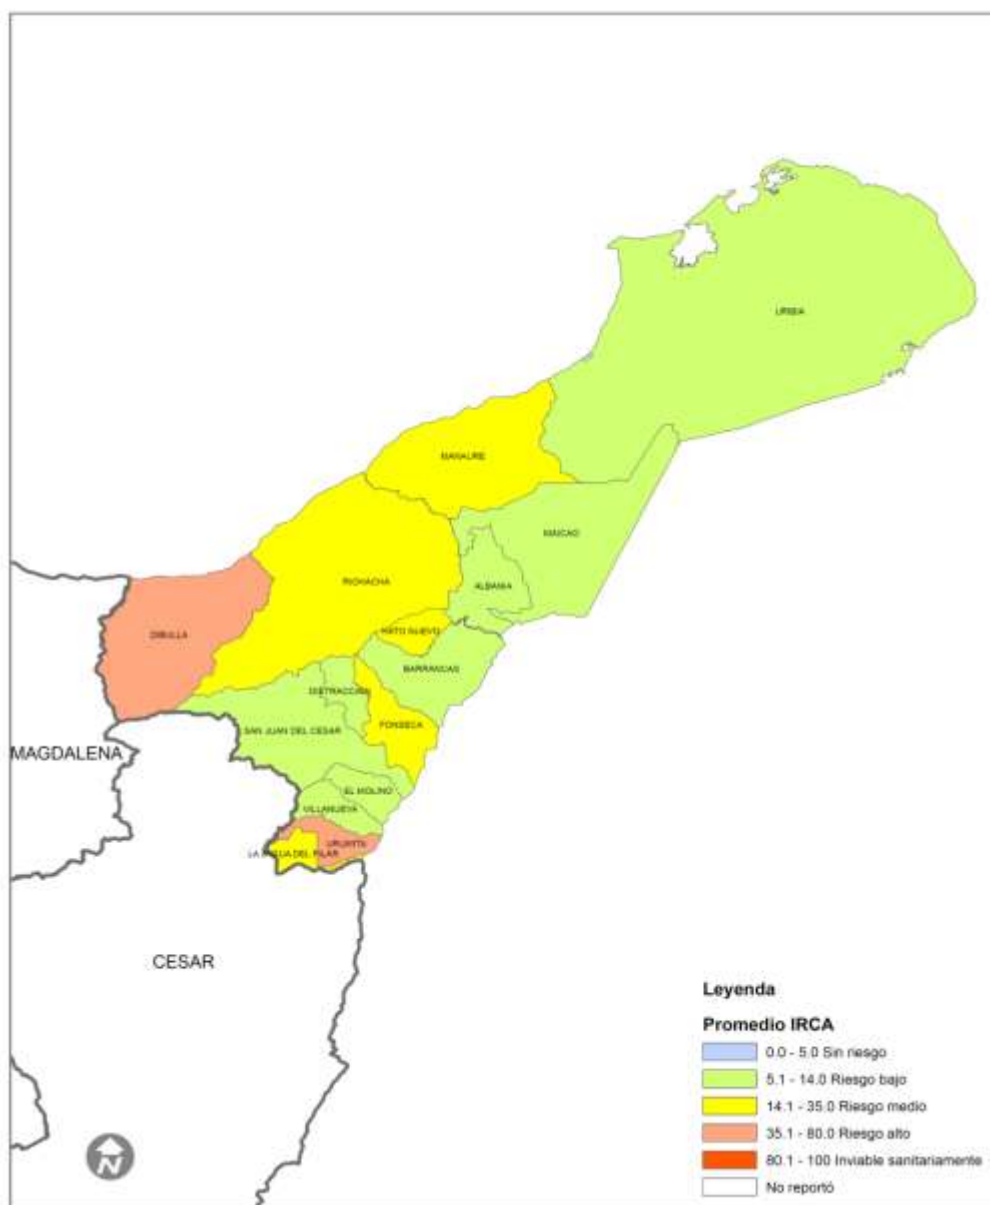 URIBIA
MANAURE
MAICAO
RIOHACHA
ALBANIA
DIBULLA
HATO NUEVO
BARRANCAS
DISTRACCION
FONSECA
SAN JUAN DEL CESAR
MAGDALENA
EL MOLINO
VILLANUEVA
URUMITA
LA JAGUA DEL PILAR
CESAR
Leyenda
Promedio IRCA
0.0 - 5.0 Sin riesgo
5.1 - 14.0 Riesgo bajo
14.1 - 35.0 Riesgo medio
35.1 - 80.0 Riesgo alto
80.1 - 100 Inviable sanitariamente
No reportó
N